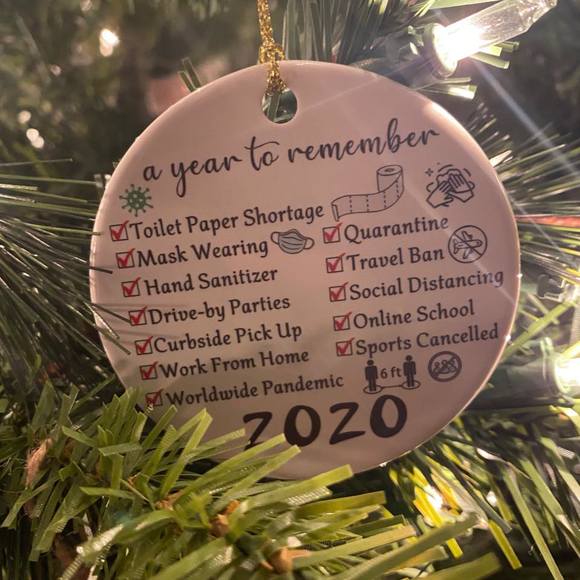 a year to remember
Toilet Paper Shortage
Mask Wearing
Hand Sanitizer
Drive-by Parties
Curbside Pick Up
Work From Home
Worldwide Pandemic
Quarantine
Travel Ban
Social Distancing
Online School
Sports Cancelled
6 ft
2020